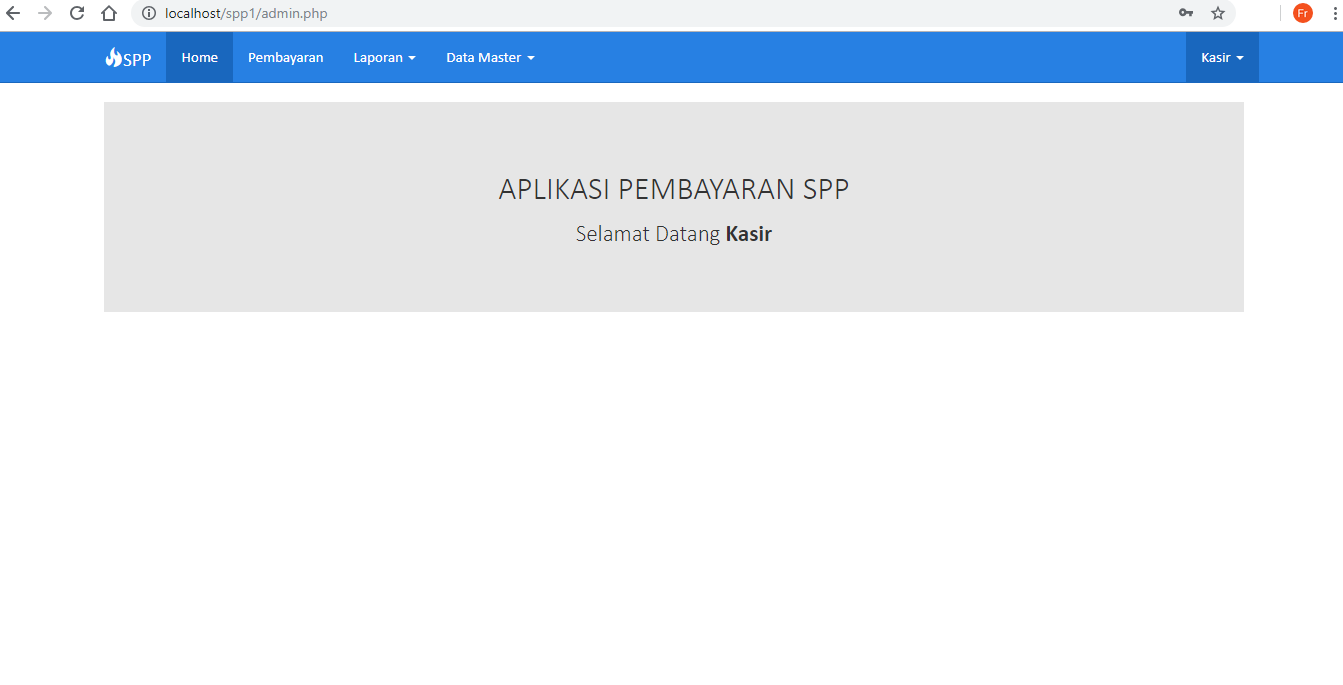 localhost/spp1/admin.php
Fr
SPP Home Pembayaran Laporan Data Master Kasir
APLIKASI PEMBAYARAN SPP
Selamat Datang Kasir